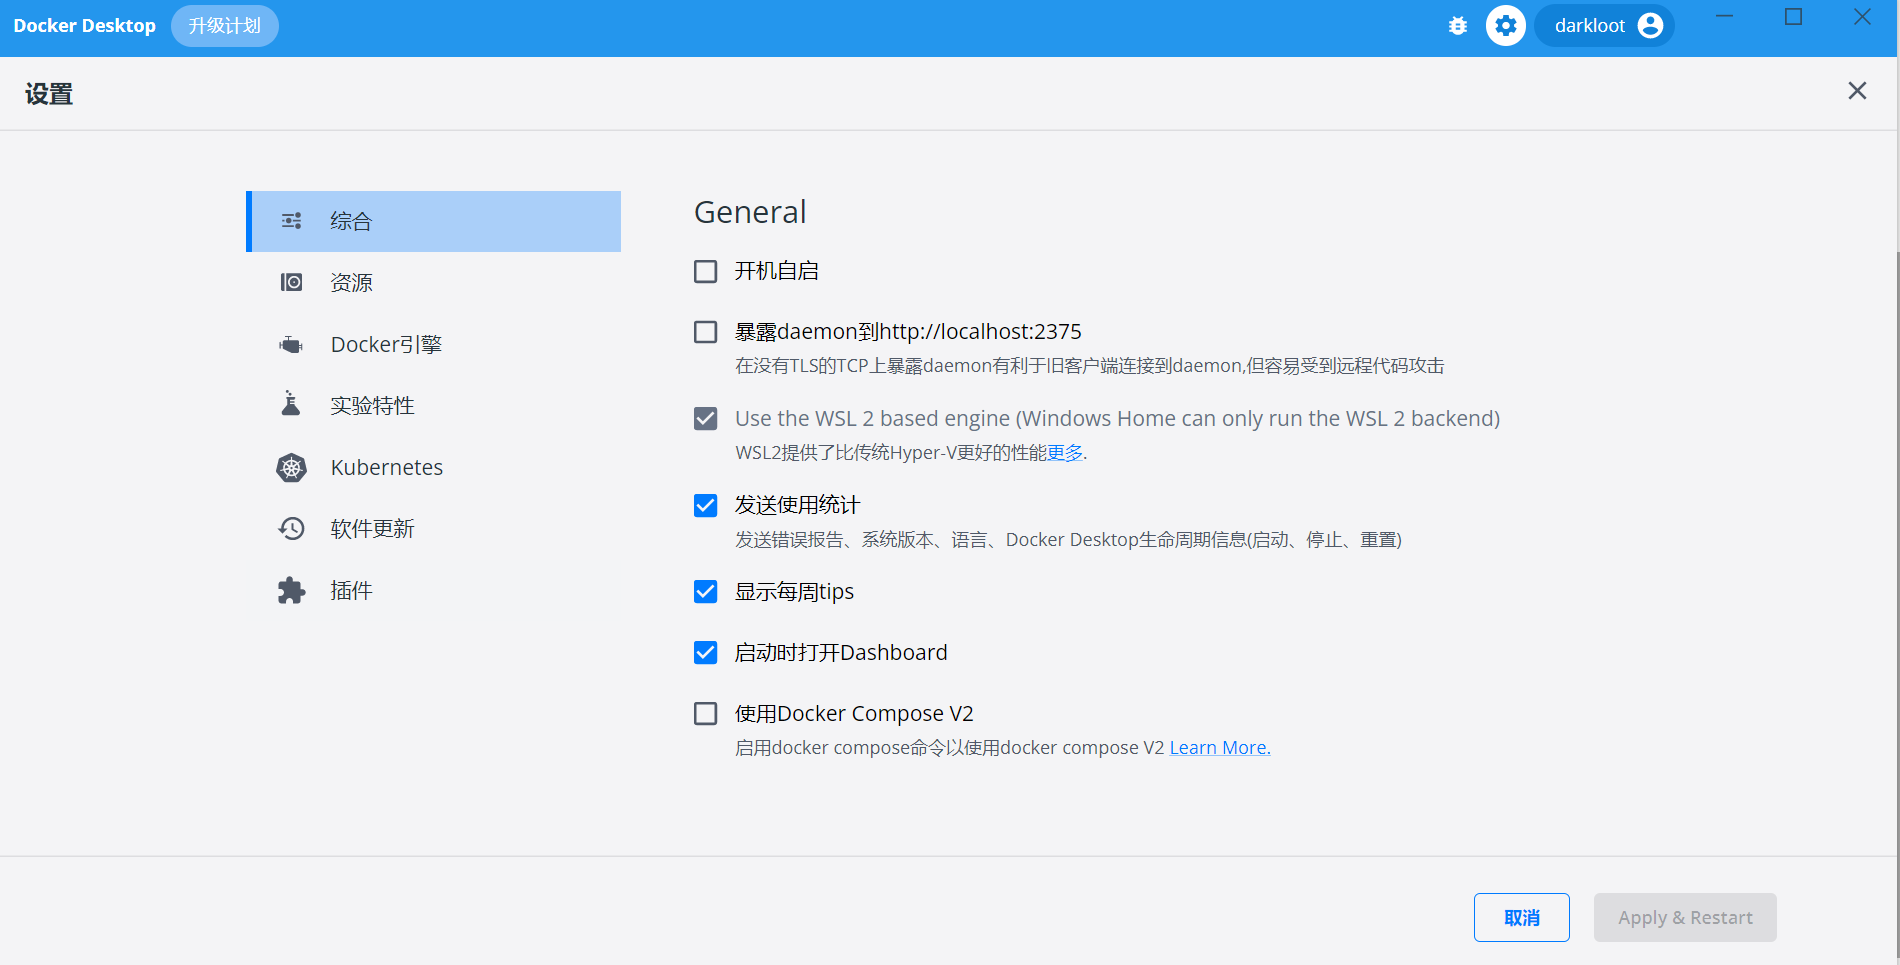 Docker Desktop 升级计划 darkloot
设置
综合
资源
Docker引擎
实验特性
Kubernetes
软件更新
插件
General
开机自启
暴露daemon到http://localhost:2375
在没有TLS的TCP上暴露daemon有利于旧客户端连接到daemon,但容易受到远程代码攻击
Use the WSL 2 based engine (Windows Home can only run the WSL 2 backend)
WSL2提供了比传统Hyper-V更好的性能更多.
发送使用统计
发送错误报告、系统版本、语言、Docker Desktop生命周期信息(启动、停止、重置)
显示每周tips
启动时打开Dashboard
使用Docker Compose V2
启用docker compose命令以使用docker compose V2 Learn More.
取消 Apply & Restart